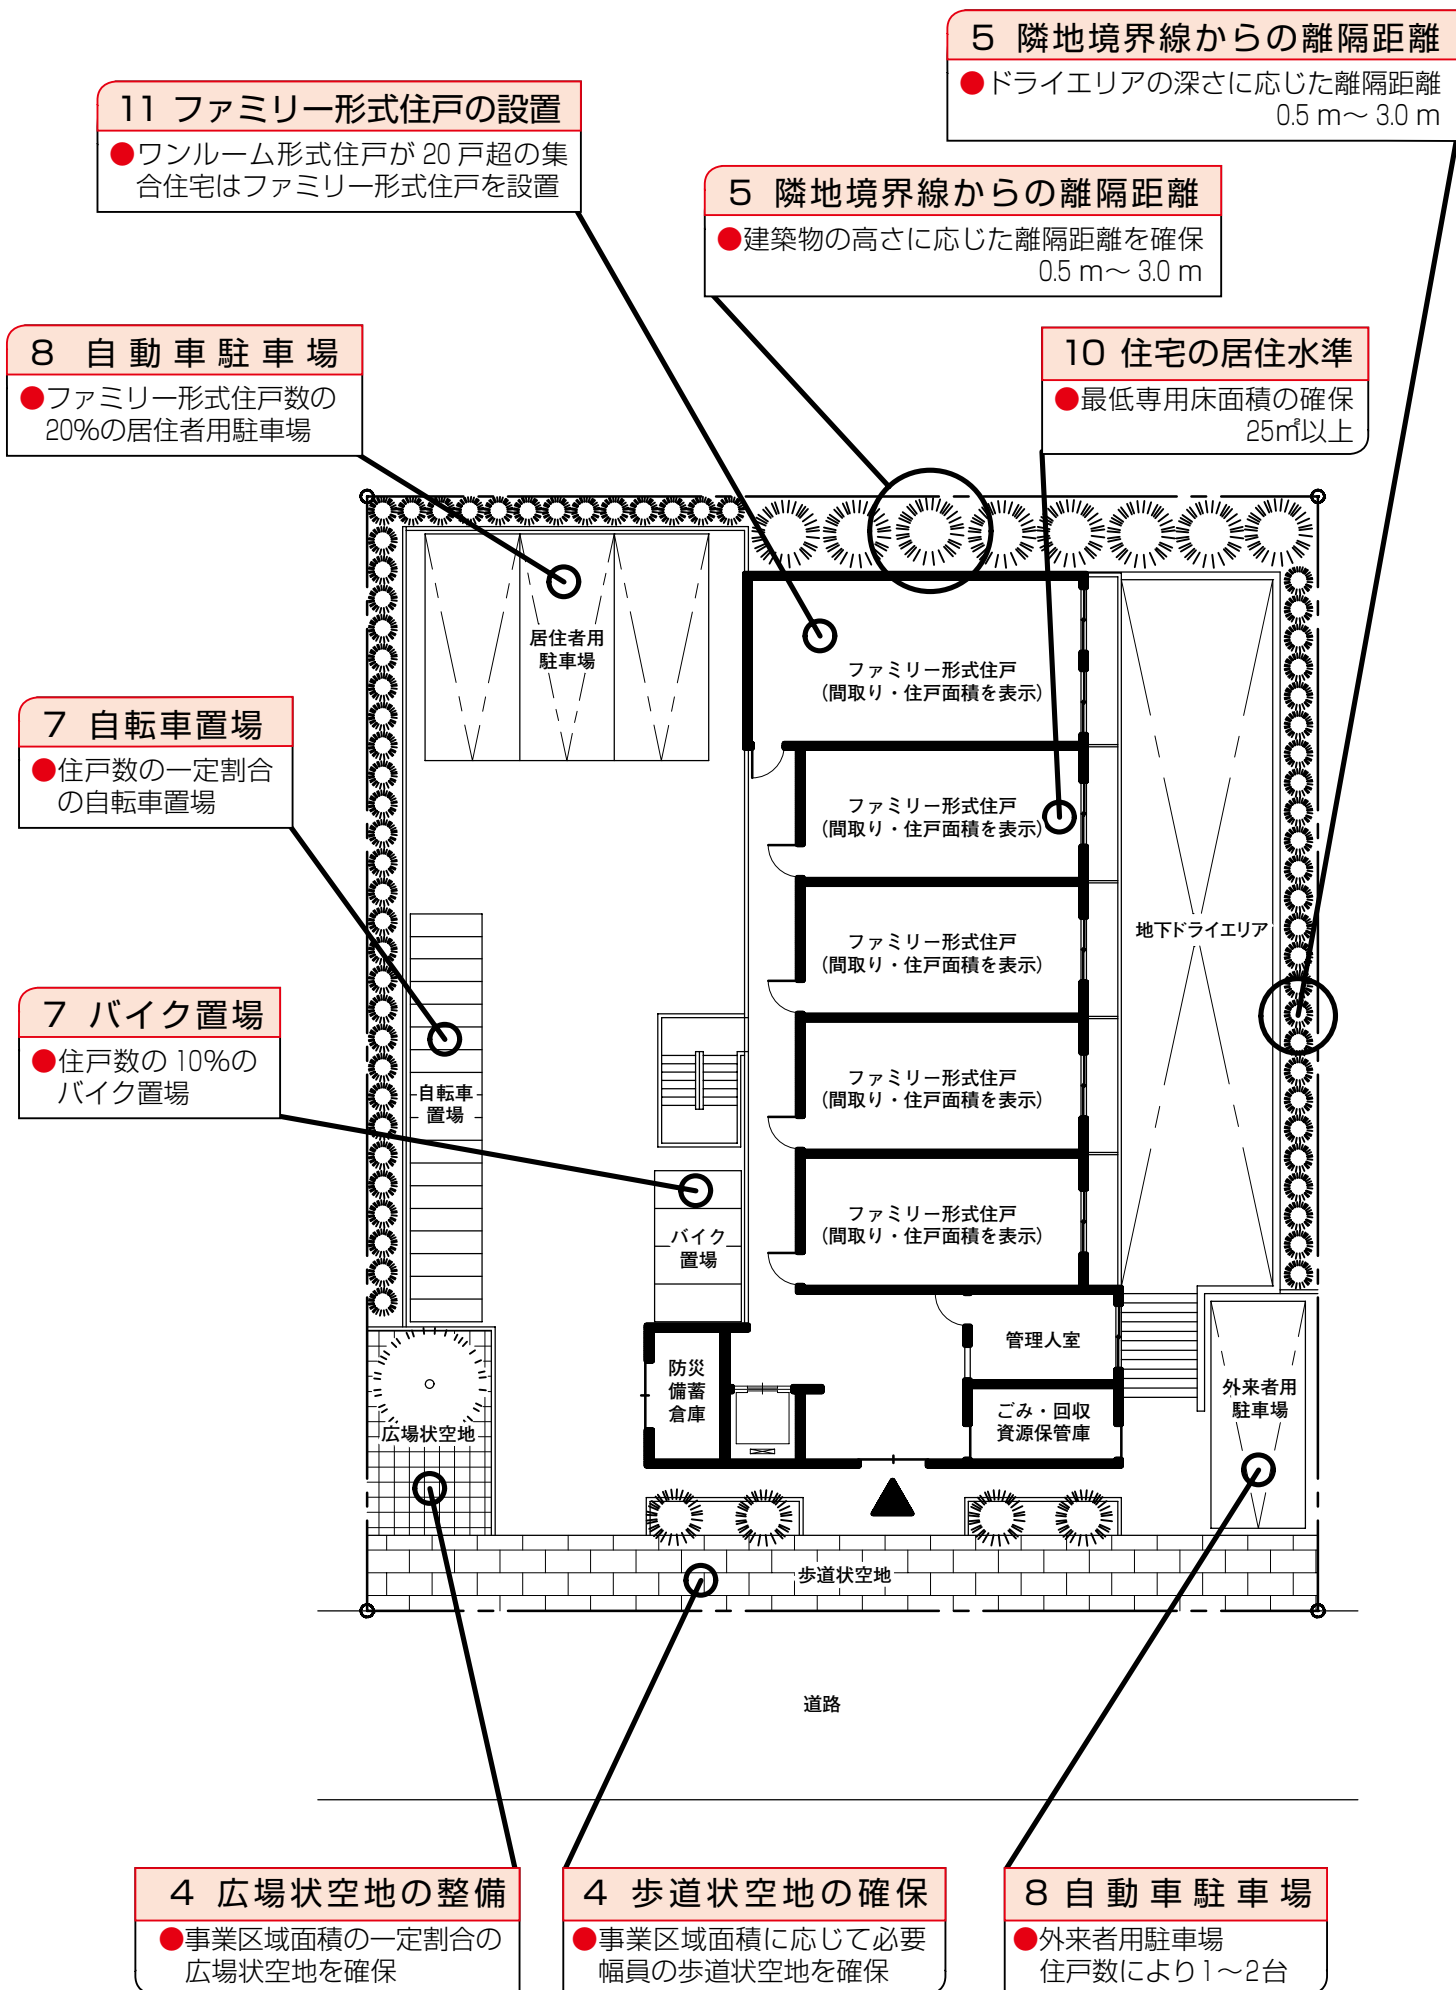 5 隣地境界線からの離隔距離
●ドライエリアの深さに応じた離隔距離
0.5 m～ 3.0 m
11 ファミリー形式住戸の設置
●ワンルーム形式住戸が 20 戸超の集
合住宅はファミリー形式住戸を設置
5 隣地境界線からの離隔距離
●建築物の高さに応じた離隔距離を確保
0.5 m～ 3.0 m
8 自動車駐車場
●ファミリー形式住戸数の
20%の居住者用駐車場
10 住宅の居住水準
●最低専用床面積の確保
25㎡以上
居住者用
駐車場
ファミリー形式住戸
(間取り・住戸面積を表示)
7 自転車置場
●住戸数の一定割合
の自転車置場
ファミリー形式住戸
(間取り・住戸面積を表示)
地下ドライエリア
ファミリー形式住戸
(間取り・住戸面積を表示)
7 バイク置場
●住戸数の 10%の
バイク置場
自転車
置場
ファミリー形式住戸
(間取り・住戸面積を表示)
バイク
置場
ファミリー形式住戸
(間取り・住戸面積を表示)
管理人室
防災
備蓄
倉庫
ごみ・回収
資源保管庫
外来者用
駐車場
広場状空地
歩道状空地
道路
4 広場状空地の整備
●事業区域面積の一定割合の
広場状空地を確保
4 歩道状空地の確保
●事業区域面積に応じて必要
幅員の歩道状空地を確保
8 自動車駐車場
●外来者用駐車場
住戸数により1～2台